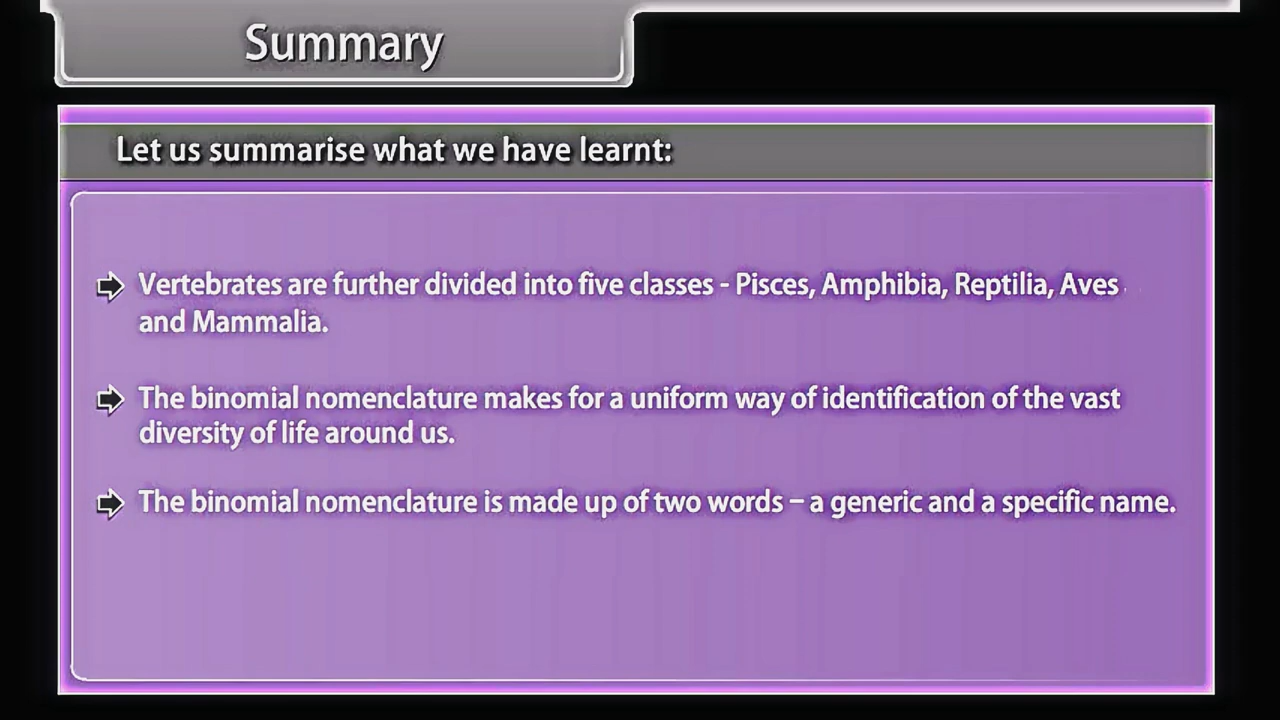 Summary
Let us summarise what we have learnt:
Vertebrates are further divided into five classes - Pisces, Amphibia, Reptilia, Aves
and Mammalia.
The binomial nomenclature makes for a uniform way of identification of the vast
diversity of life around us.
The binomial nomenclature is made up of two words – a generic and a specific name.